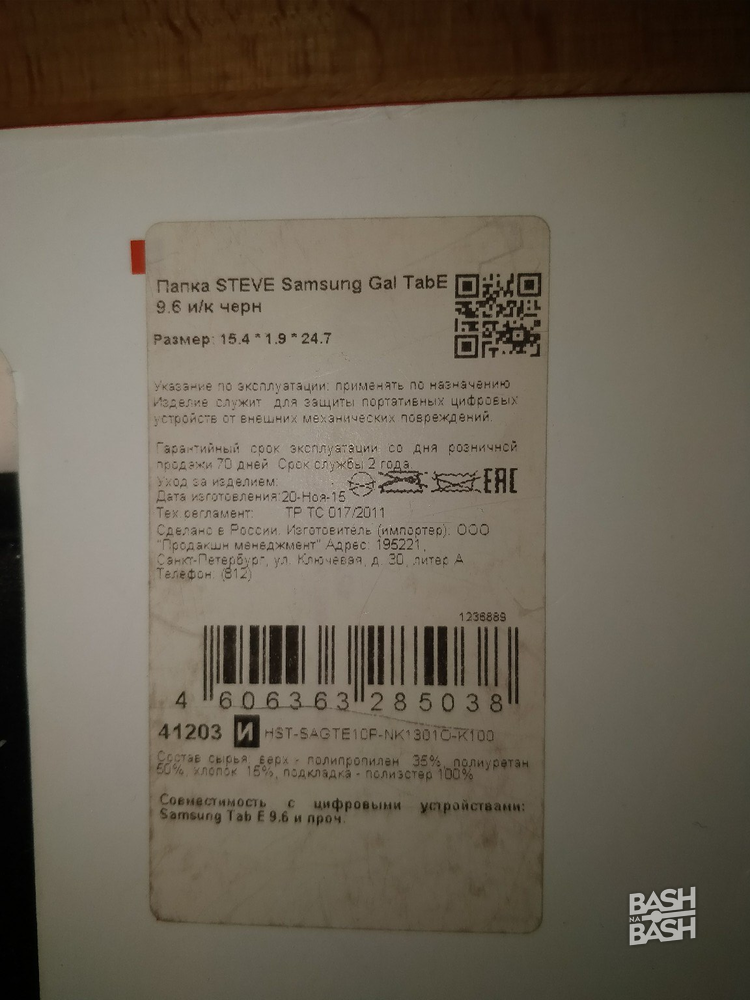 Папка STEVE Samsung Gal TabE
9.6 и/к черн
Размер: 15.4 * 1.9 * 24.7
Указание по эксплуатации: применять по назначению
Изделие служит для защиты портативных цифровых
устройств от внешних механических повреждений.
Гарантийный срок эксплуатации со дня розничной
продажи 70 дней. Срок службы 2 года
Уход за изделием:
EAC
Дата изготовления: 20-Ноя-15
Тех регламент: ТР ТС 017/2011
Сделано в России. Изготовитель (импортер): ООО
"Продакшн менеджмент" Адрес: 195221,
Санкт-Петербург, ул. Ключевая, д. 30, литер А
Телефон: (812)
1236889
4 606363 285038
41203 И HST-SAGTE10P-NK1301O-K100
Состав сырья: верх - полипропилен 35%, полиуретан
50%, хлопок 15%, подкладка - полиэстер 100%
Совместимость с цифровыми устройствами:
Samsung Tab E 9.6 и проч.
BASH
НА
BASH